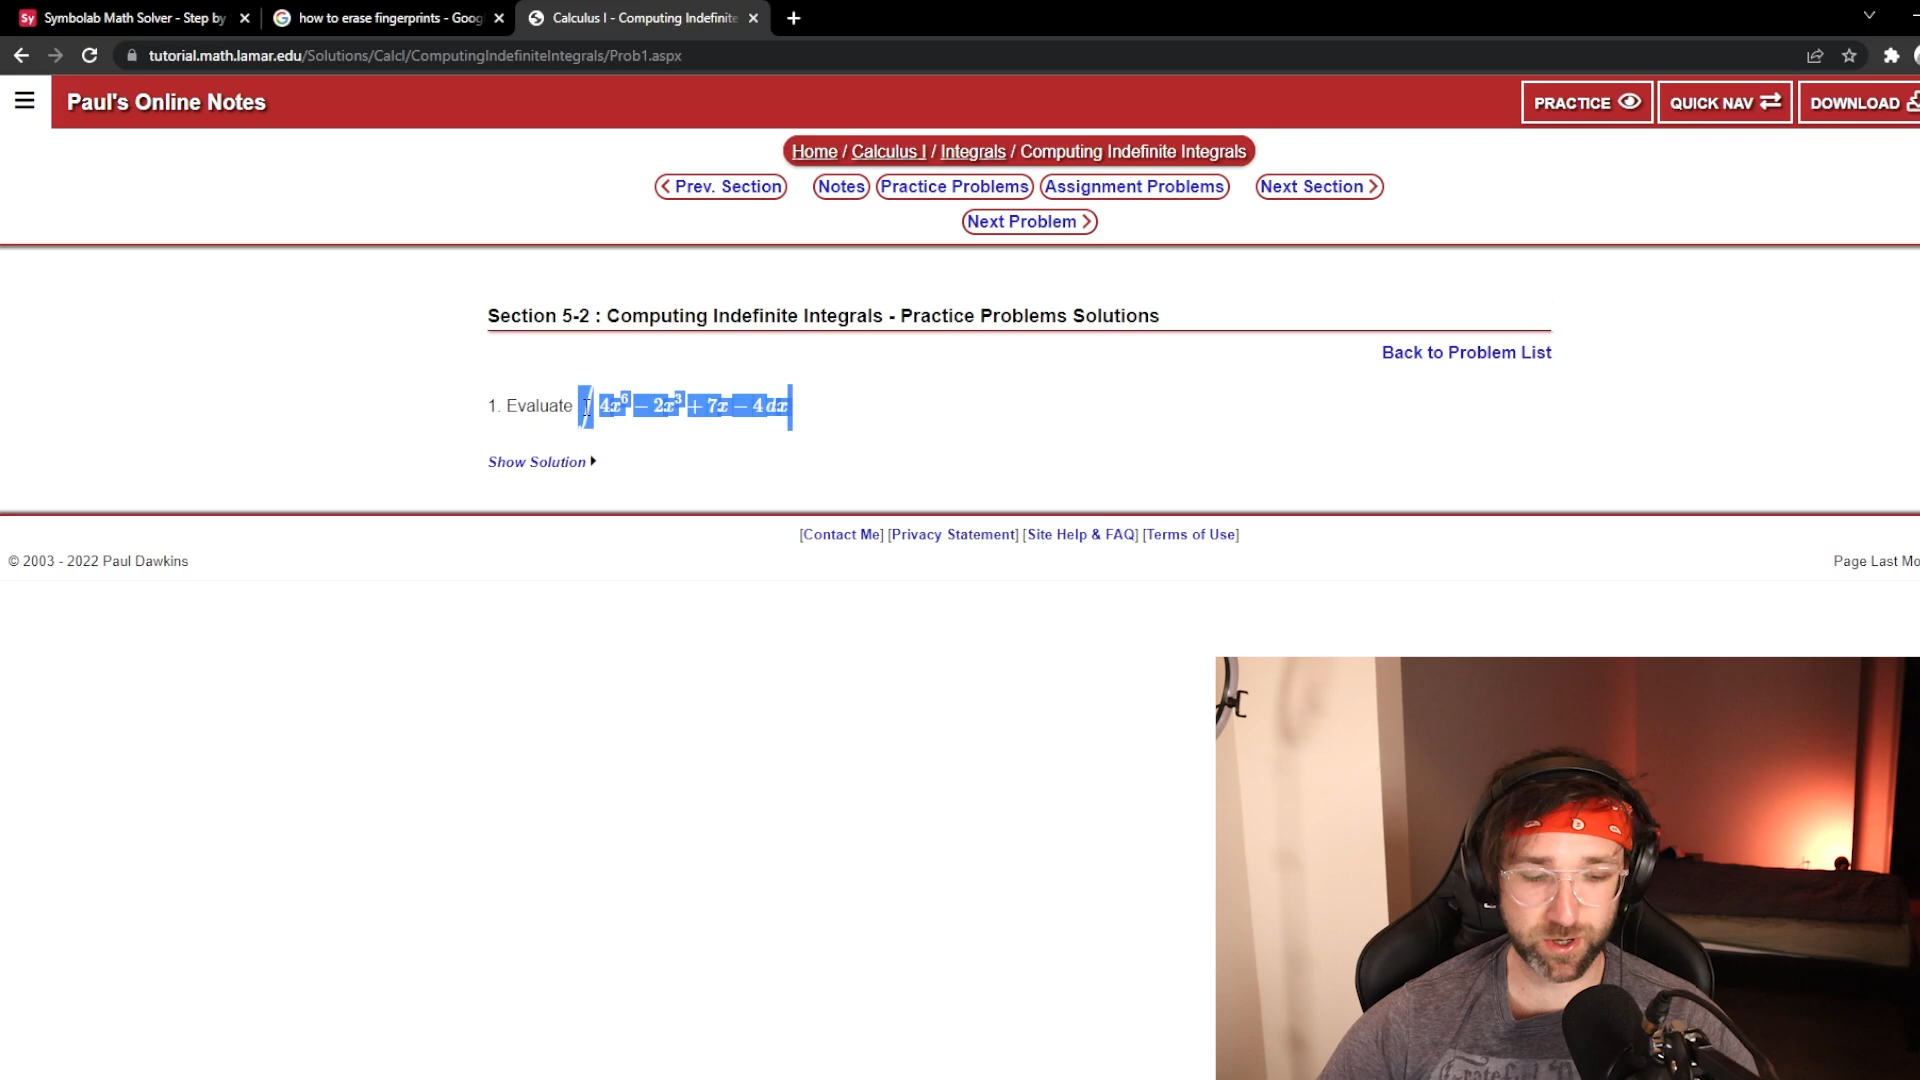 Sy Symbolab Math Solver - Step by
how to erase fingerprints - Goog
Calculus I - Computing Indefinite
tutorial.math.lamar.edu/Solutions/CalcI/ComputingIndefiniteIntegrals/Prob1.aspx
Paul's Online Notes
PRACTICE
QUICK NAV
DOWNLOAD
Home / Calculus I / Integrals / Computing Indefinite Integrals
Prev. Section
Notes
Practice Problems
Assignment Problems
Next Section
Next Problem
Section 5-2 : Computing Indefinite Integrals - Practice Problems Solutions
Back to Problem List
1. Evaluate ∫ 4x⁶ − 2x³ + 7x − 4 dx
Show Solution
[Contact Me] [Privacy Statement] [Site Help & FAQ] [Terms of Use]
© 2003 - 2022 Paul Dawkins
Page Last Mo